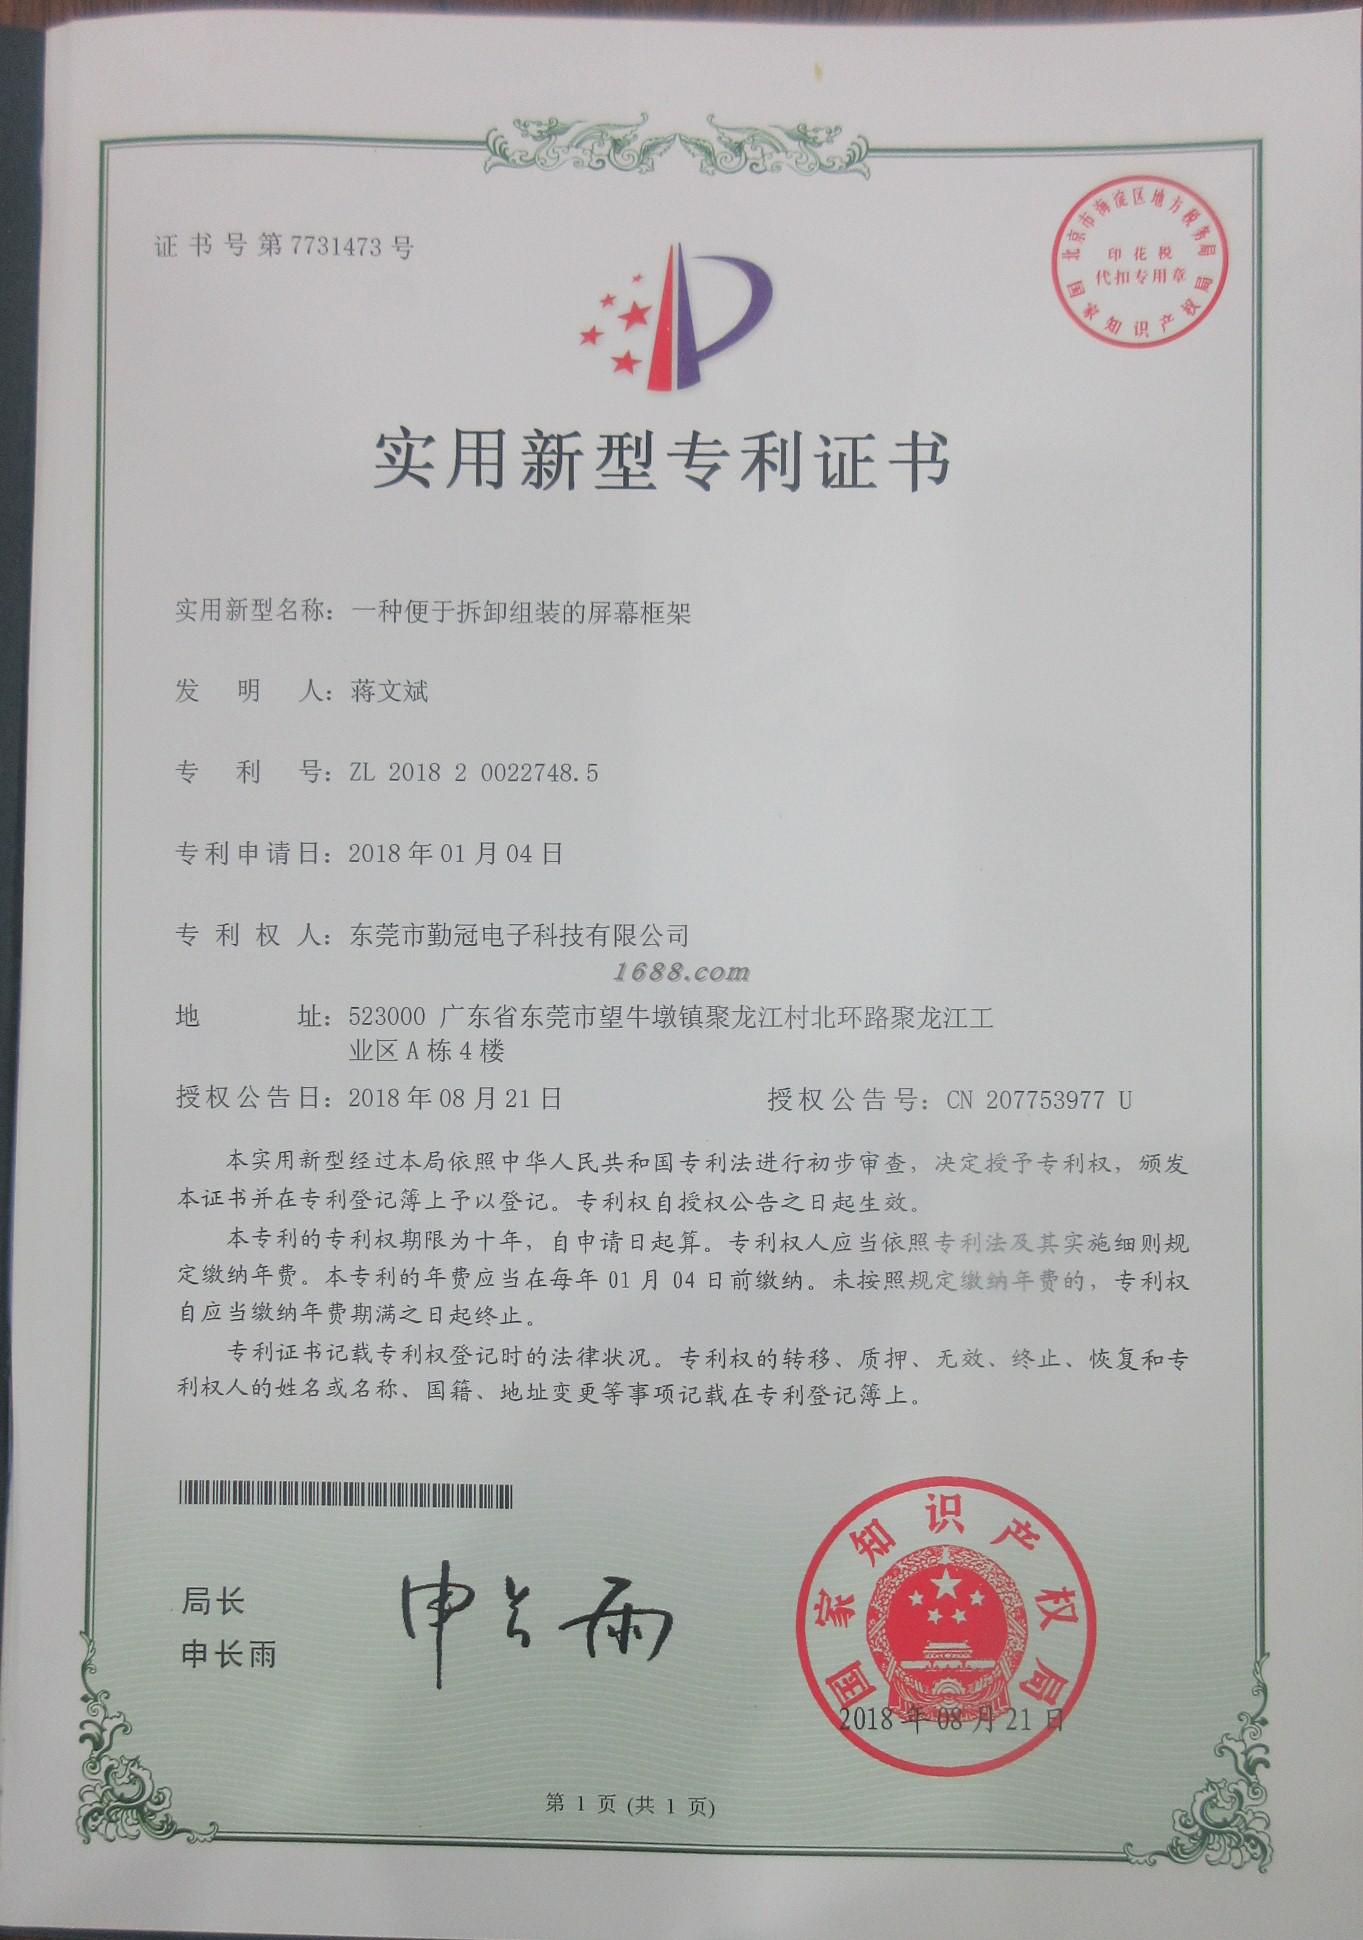 证书号第7731473号
北京市海淀区地方税务局
印花税
代扣专用章
国家知识产权局
实用新型专利证书
实用新型名称：一种便于拆卸组装的屏幕框架
发明人：蒋文斌
专利号：ZL 2018 2 0022748.5
专利申请日：2018年01月04日
专利权人：东莞市勤冠电子科技有限公司
1688.com
地址：523000 广东省东莞市望牛墩镇聚龙江村北环路聚龙江工
业区A栋4楼
授权公告日：2018年08月21日 授权公告号：CN 207753977 U
本实用新型经过本局依照中华人民共和国专利法进行初步审查，决定授予专利权，颁发
本证书并在专利登记簿上予以登记。专利权自授权公告之日起生效。
本专利的专利权期限为十年，自申请日起算。专利权人应当依照专利法及其实施细则规
定缴纳年费。本专利的年费应当在每年01月04日前缴纳。未按照规定缴纳年费的，专利权
自应当缴纳年费期满之日起终止。
专利证书记载专利权登记时的法律状况。专利权的转移、质押、无效、终止、恢复和专
利权人的姓名或名称、国籍、地址变更等事项记载在专利登记簿上。
局长
申长雨
申长雨
国家知识产权局
2018年08月21日
第1页(共1页)